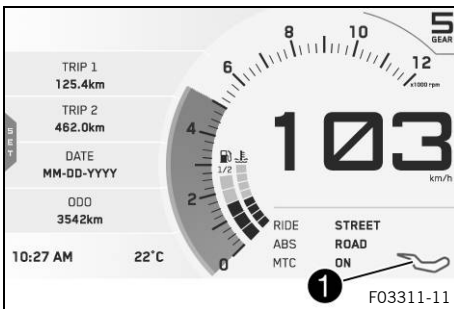 5
GEAR
TRIP 1
125.4km
TRIP 2
462.0km
DATE
MM-DD-YYYY
ODO
3542km
10:27 AM 22°C
SET
0
2
4
6
8
10
12
x1000 rpm
1/2
103
km/h
RIDE STREET
ABS ROAD
MTC ON
1
F03311-11